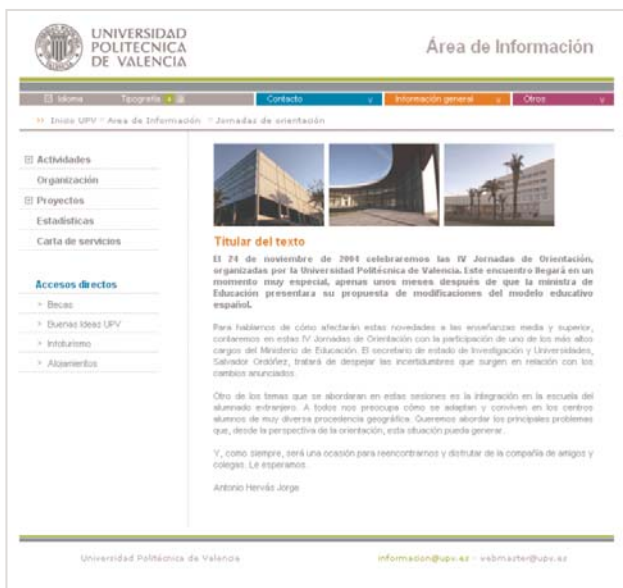 UNIVERSIDAD
POLITECNICA
DE VALENCIA
Área de Información
Idioma Tipografía
Contacto v Información general v Otros v
Inicio UPV Area de Información Jornadas de orientación
Actividades
Organización
Proyectos
Estadísticas
Carta de servicios
Accesos directos
Becas
Buenas Ideas UPV
Infoturismo
Alojamientos
Titular del texto
El 24 de noviembre de 2004 celebraremos las IV Jornadas de Orientación,
organizadas por la Universidad Politécnica de Valencia. Este encuentro llegará en un
momento muy especial, apenas unos meses después de que la ministra de
Educación presentara su propuesta de modificaciones del modelo educativo
español.
Para hablarnos de cómo afectarán estas novedades a las enseñanzas media y superior,
contaremos en estas IV Jornadas de Orientación con la participación de uno de los más altos
cargos del Ministerio de Educación. El secretario de estado de Investigación y Universidades,
Salvador Ordóñez, tratará de despejar las incertidumbres que surgen en relación con los
cambios anunciados.
Otro de los temas que se abordaran en estas sesiones es la integración en la escuela del
alumnado extranjero. A todos nos preocupa cómo se adaptan y conviven en los centros
alumnos de muy diversa procedencia geográfica. Queremos abordar los principales problemas
que, desde la perspectiva de la orientación, esta situación pueda generar.
Y, como siempre, será una ocasión para reencontrarnos y disfrutar de la compañía de amigos y
colegas. Le esperamos.
Antonio Hervás Jorge
Universidad Politécnica de Valencia
informacion@upv.es - webmaster@upv.es